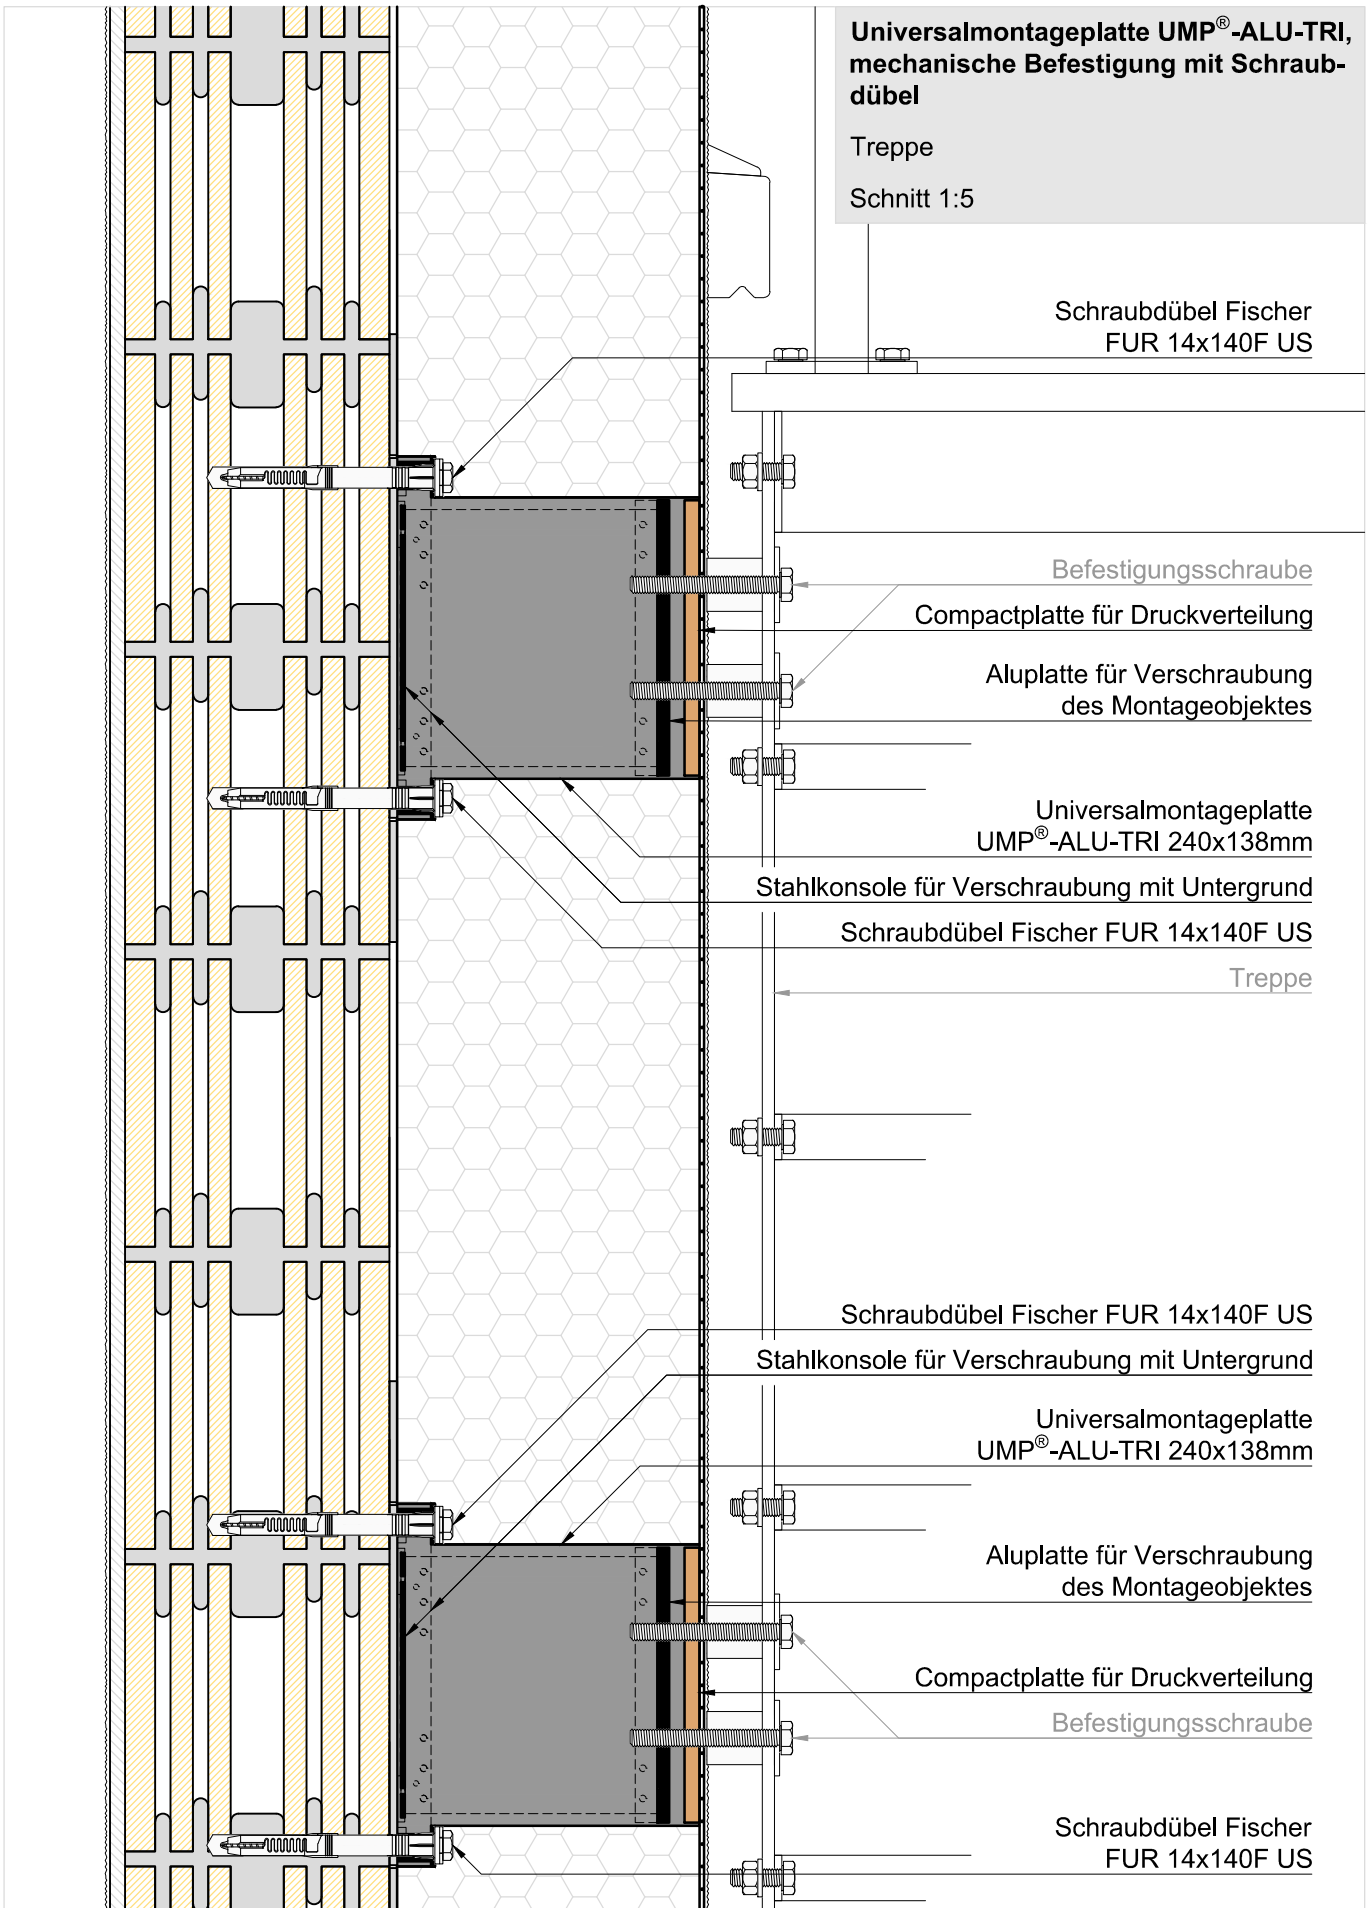 Universalmontageplatte UMP®-ALU-TRI,
mechanische Befestigung mit Schraub-
dübel
Treppe
Schnitt 1:5
Schraubdübel Fischer
FUR 14x140F US
Befestigungsschraube
Compactplatte für Druckverteilung
Aluplatte für Verschraubung
des Montageobjektes
Universalmontageplatte
UMP®-ALU-TRI 240x138mm
Stahlkonsole für Verschraubung mit Untergrund
Schraubdübel Fischer FUR 14x140F US
Treppe
Schraubdübel Fischer FUR 14x140F US
Stahlkonsole für Verschraubung mit Untergrund
Universalmontageplatte
UMP®-ALU-TRI 240x138mm
Aluplatte für Verschraubung
des Montageobjektes
Compactplatte für Druckverteilung
Befestigungsschraube
Schraubdübel Fischer
FUR 14x140F US